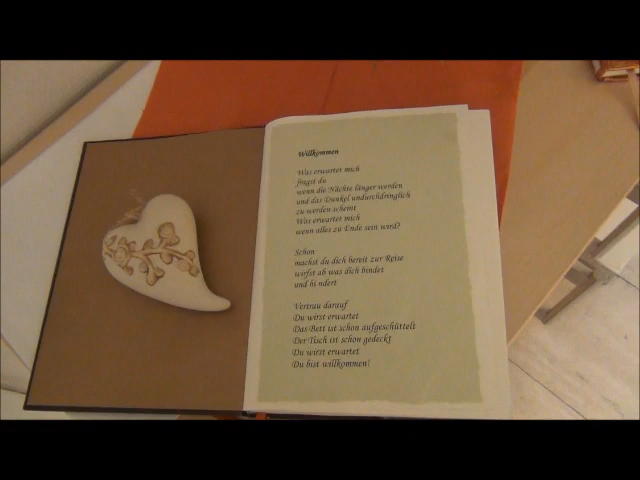 Willkommen
Was erwartet mich
fragst du
wenn die Nächte länger werden
und das Dunkel undurchdringlich
zu werden scheint
Was erwartet mich
wenn alles zu Ende sein wird?
Schon
machst du dich bereit zur Reise
wirfst ab was dich bindet
und hi ndert
Vertrau darauf
Du wirst erwartet
Das Bett ist schon aufgeschüttelt
Der Tisch ist schon gedeckt
Du wirst erwartet
Du bist willkommen!